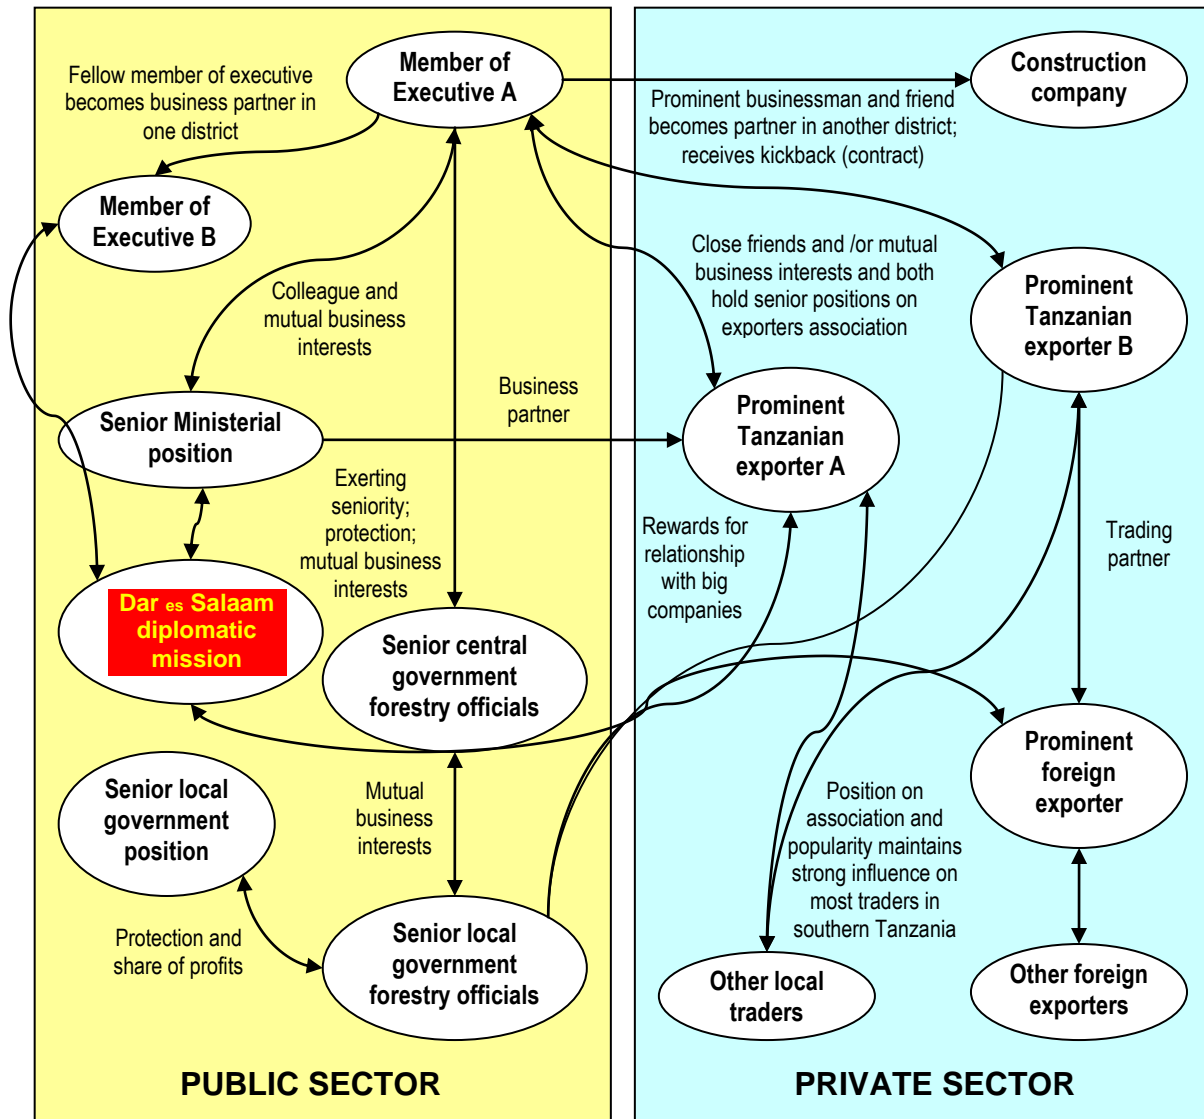 Member of
Executive A
Construction
company
Fellow member of executive
becomes business partner in
one district
Prominent businessman and friend
becomes partner in another district;
receives kickback (contract)
Member of
Executive B
Close friends and /or mutual
business interests and both
hold senior positions on
exporters association
Prominent
Tanzanian
exporter B
Colleague and
mutual business
interests
Business
partner
Senior Ministerial
position
Prominent
Tanzanian
exporter A
Exerting
seniority;
protection;
mutual business
interests
Rewards for
relationship
with big
companies
Trading
partner
Dar es Salaam
diplomatic
mission
Senior central
government
forestry officials
Prominent
foreign
exporter
Senior local
government
position
Mutual
business
interests
Position on
association and
popularity maintains
strong influence on
most traders in
southern Tanzania
Protection and
share of profits
Senior local
government
forestry officials
Other local
traders
Other foreign
exporters
PUBLIC SECTOR
PRIVATE SECTOR